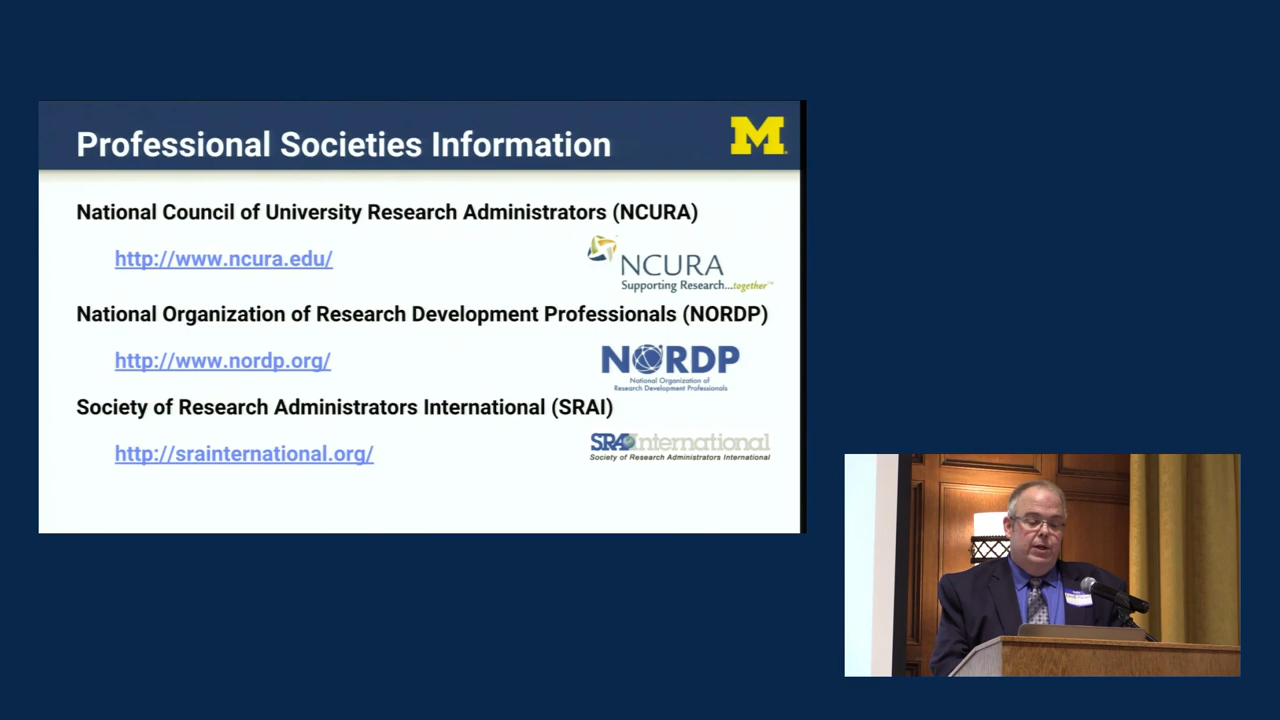 Professional Societies Information
M
National Council of University Research Administrators (NCURA)
http://www.ncura.edu/
NCURA
Supporting Research...together™
National Organization of Research Development Professionals (NORDP)
http://www.nordp.org/
NORDP
National Organization of
Research Development Professionals
Society of Research Administrators International (SRAI)
http://srainternational.org/
SRA International
Society of Research Administrators International